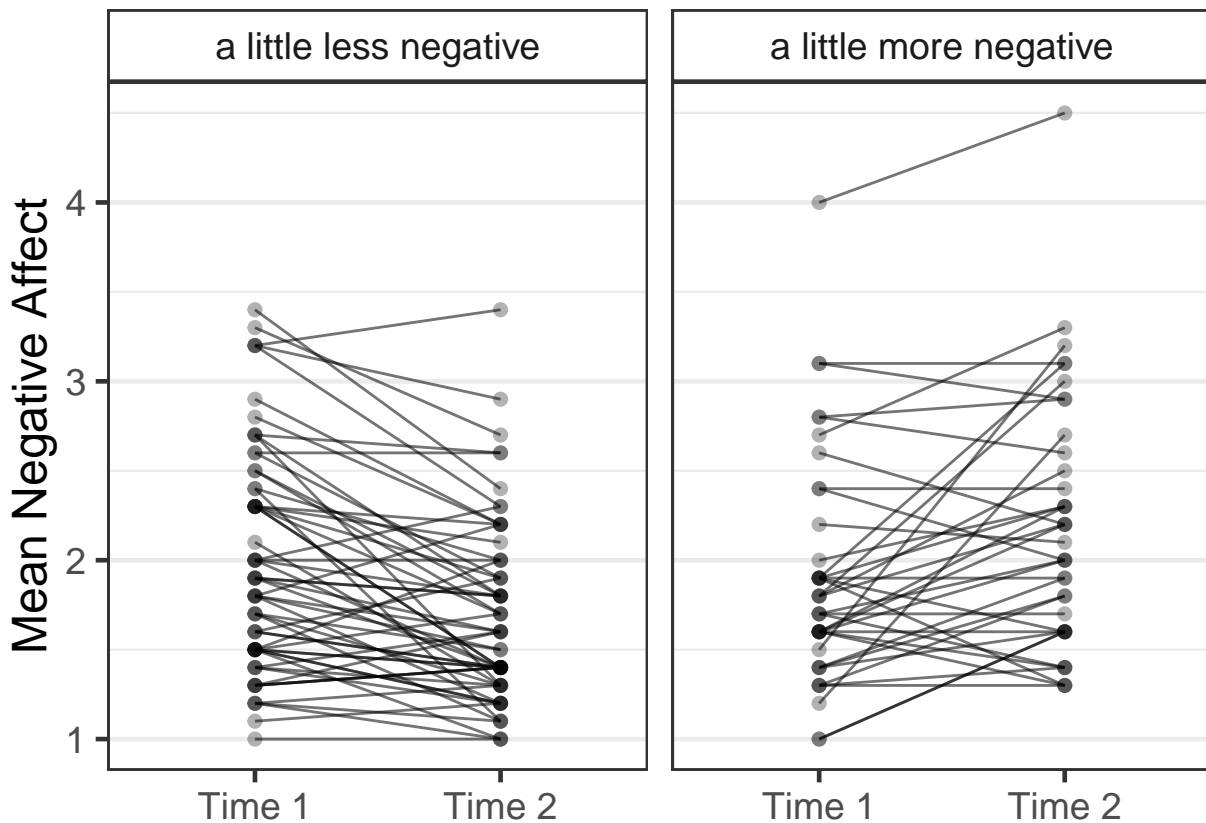 a little less negative
a little more negative
Mean Negative Affect
4
3
2
1
Time 1
Time 2
Time 1
Time 2